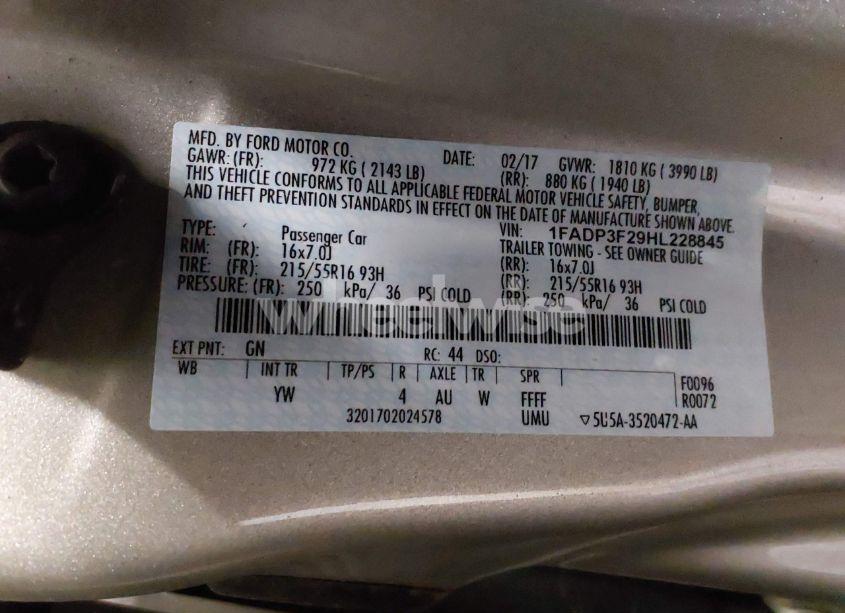 MFD. BY FORD MOTOR CO.
DATE: 02/17 GVWR: 1810 KG ( 3990 LB)
GAWR: (FR): 972 KG ( 2143 LB) (RR): 880 KG ( 1940 LB)
THIS VEHICLE CONFORMS TO ALL APPLICABLE FEDERAL MOTOR VEHICLE SAFETY, BUMPER,
AND THEFT PREVENTION STANDARDS IN EFFECT ON THE DATE OF MANUFACTURE SHOWN ABOVE.
VIN: 1FADP3F29HL228845
TYPE: Passenger Car TRAILER TOWING - SEE OWNER GUIDE
RIM: (FR): 16x7.0J (RR): 16x7.0J
TIRE: (FR): 215/55R16 93H (RR): 215/55R16 93H
PRESSURE: (FR): 250 kPa/ 36 PSI COLD (RR): 250 kPa/ 36 PSI COLD
wheelwise
EXT PNT: GN RC: 44 DSO:
WB INT TR TP/PS R AXLE TR SPR F0096
YW 4 AU W FFFF R0072
3201702024578 UMU ▽5U5A-3520472-AA